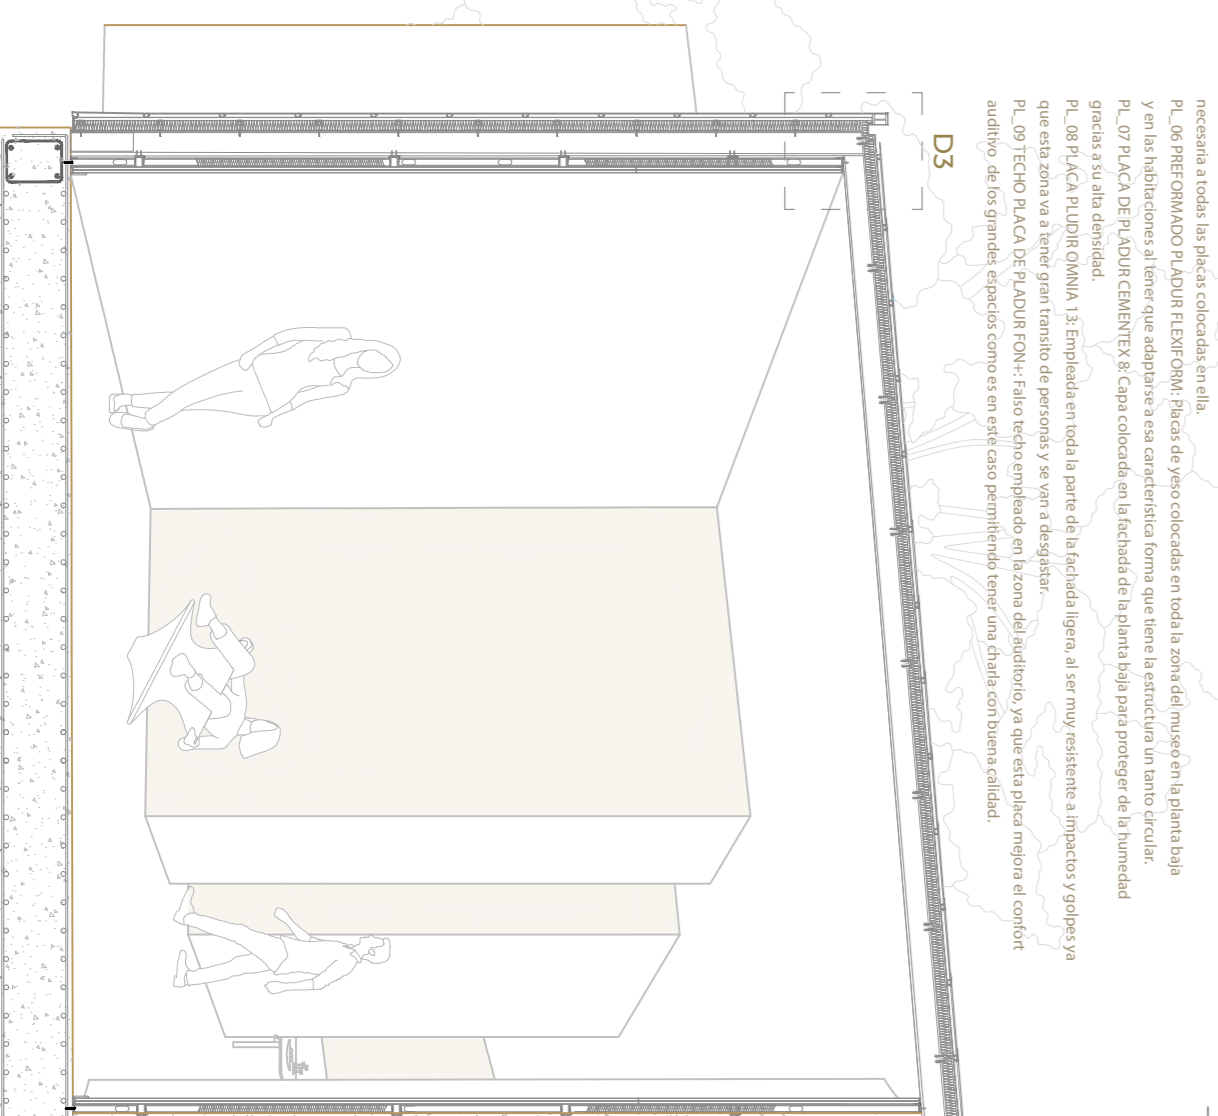 necesaria a todas las placas colocadas en ella.
PL_06 PREFORMADO PLADUR FLEXIFORM: Placas de yeso colocadas en toda la zona del museo en la planta baja
y en las habitaciones al tener que adaptarse a esa característica forma que tiene la estructura un tanto circular.
PL_07 PLACA DE PLADUR CEMENTEX 8: Capa colocada en la fachada de la planta baja para proteger de la humedad
gracias a su alta densidad.
PL_08 PLACA PLUDIR OMNIA 13: Empleada en toda la parte de la fachada ligera, al ser muy resistente a impactos y golpes ya
que esta zona va a tener gran transito de personas y se van a desgastar.
PL_09 TECHO PLACA DE PLADUR FON+: Falso techo empleado en la zona del auditorio, ya que esta placa mejora el confort
auditivo de los grandes espacios como es en este caso permitiendo tener una charla con buena calidad.
D3